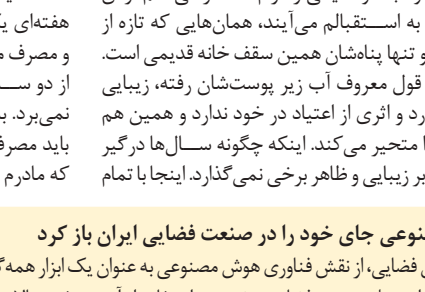 به استقبالم می‌آیند، همان‌هایی که تازه از
و تنها پناه‌شان همین سقف خانه قدیمی است.
قول معروف آب زیر پوست‌شان رفته، زیبایی
رد و اثری از اعتیاد در خود ندارد و همین هم
ا متحیر می‌کند. اینکه چگونه سال‌ها درگیر
بر زیبایی و ظاهر برخی نمی‌گذارد. اینجا با تمام
هفته‌ای
و مصرف
از دو
نمی‌برد.
باید مصرف
که مادرم
نوعی جای خود را در صنعت فضایی ایران باز کرد
فضایی، از نقش فناوری هوش مصنوعی به عنوان یک ابزار همه